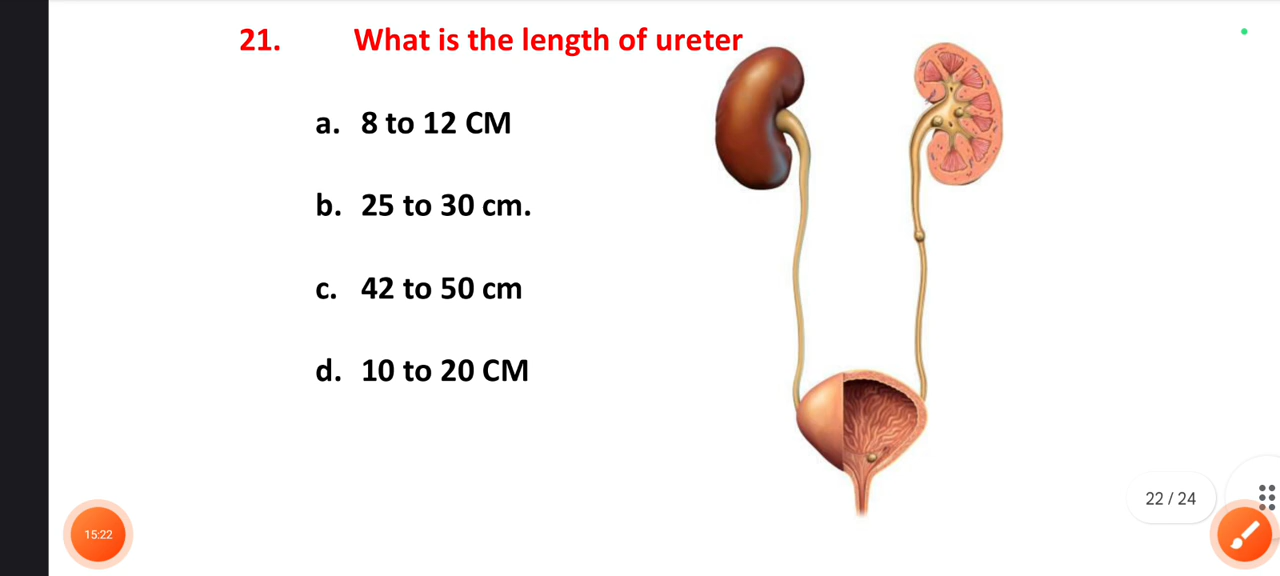 21. What is the length of ureter
a. 8 to 12 CM
b. 25 to 30 cm.
c. 42 to 50 cm
d. 10 to 20 CM
22 / 24
15:22